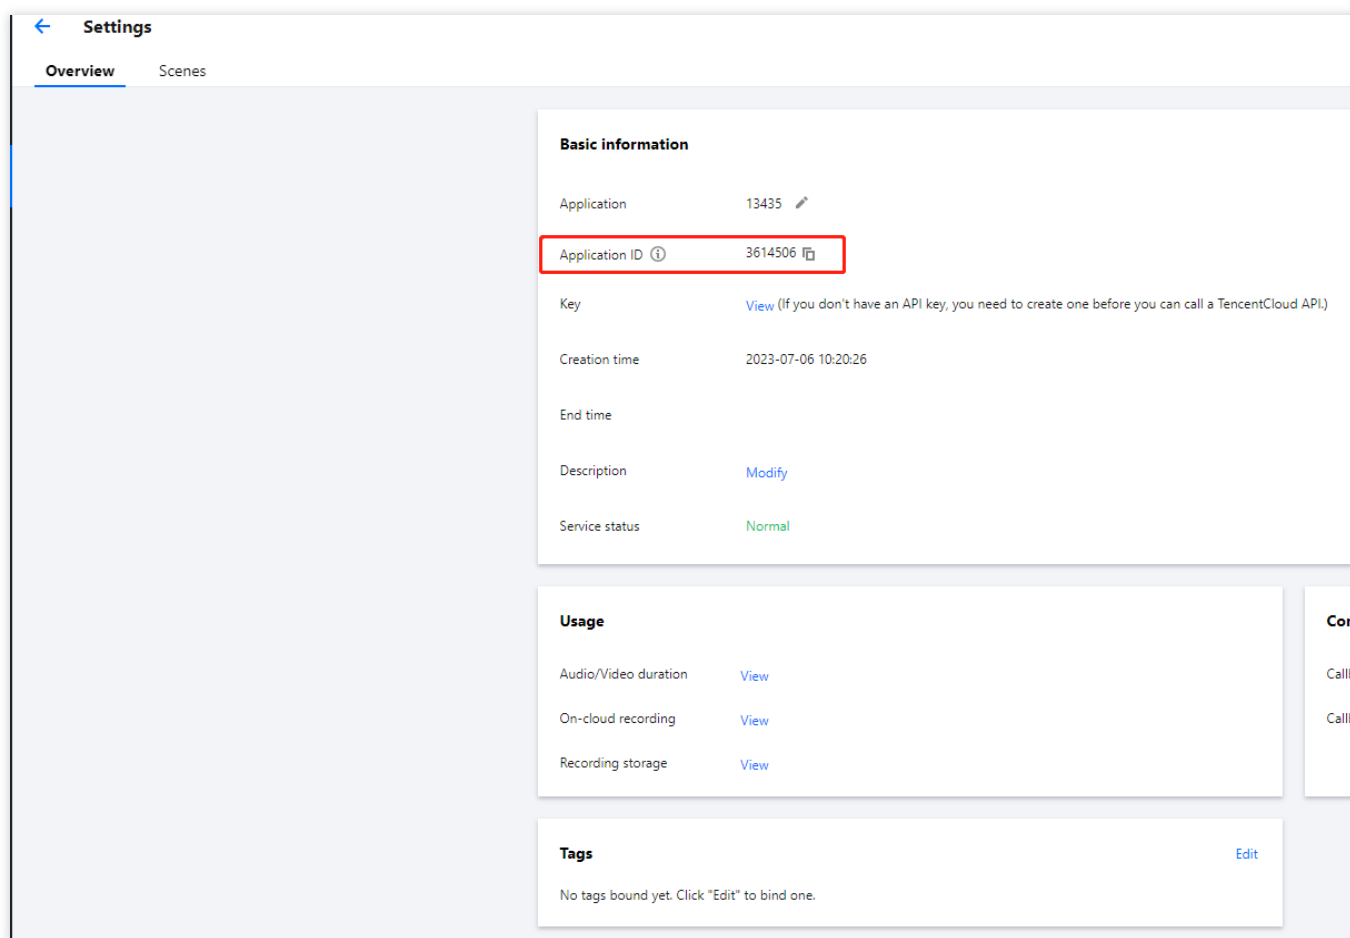 Settings
Overview Scenes
Basic information
Application 13435
Application ID 3614506
Key View (If you don't have an API key, you need to create one before you can call a TencentCloud API.)
Creation time 2023-07-06 10:20:26
End time
Description Modify
Service status Normal
Usage
Audio/Video duration View
On-cloud recording View
Recording storage View
Tags Edit
No tags bound yet. Click "Edit" to bind one.